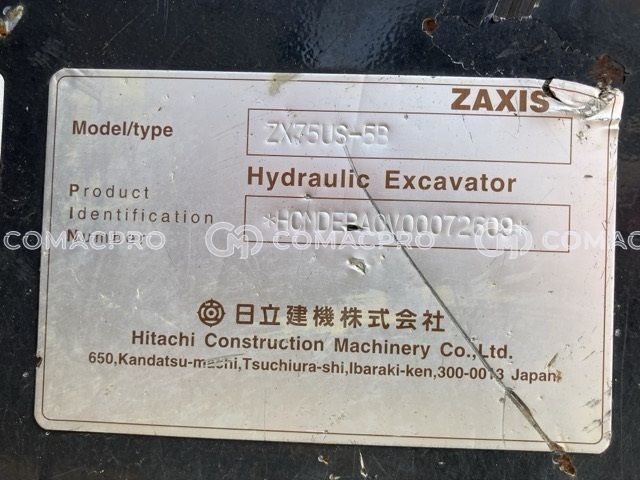 ZAXIS
Model/type ZX75US-5B
Hydraulic Excavator
Product
Identification
Number
COMACPRO COMACPRO COMACPRO
日立建機株式会社
Hitachi Construction Machinery Co.,Ltd.
650,Kandatsu-machi,Tsuchiura-shi,Ibaraki-ken,300-0013 Japan